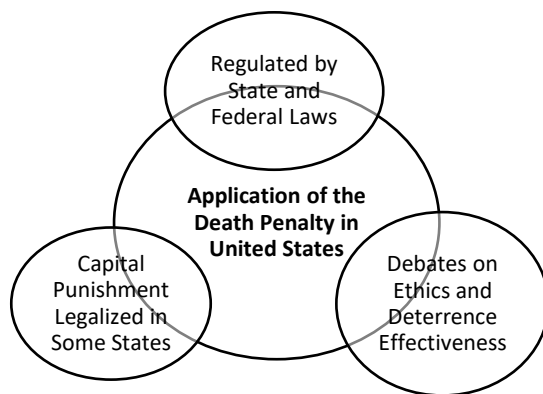 Regulated by
State and
Federal Laws
Application of the
Death Penalty in
United States
Capital
Punishment
Legalized in
Some States
Debates on
Ethics and
Deterrence
Effectiveness